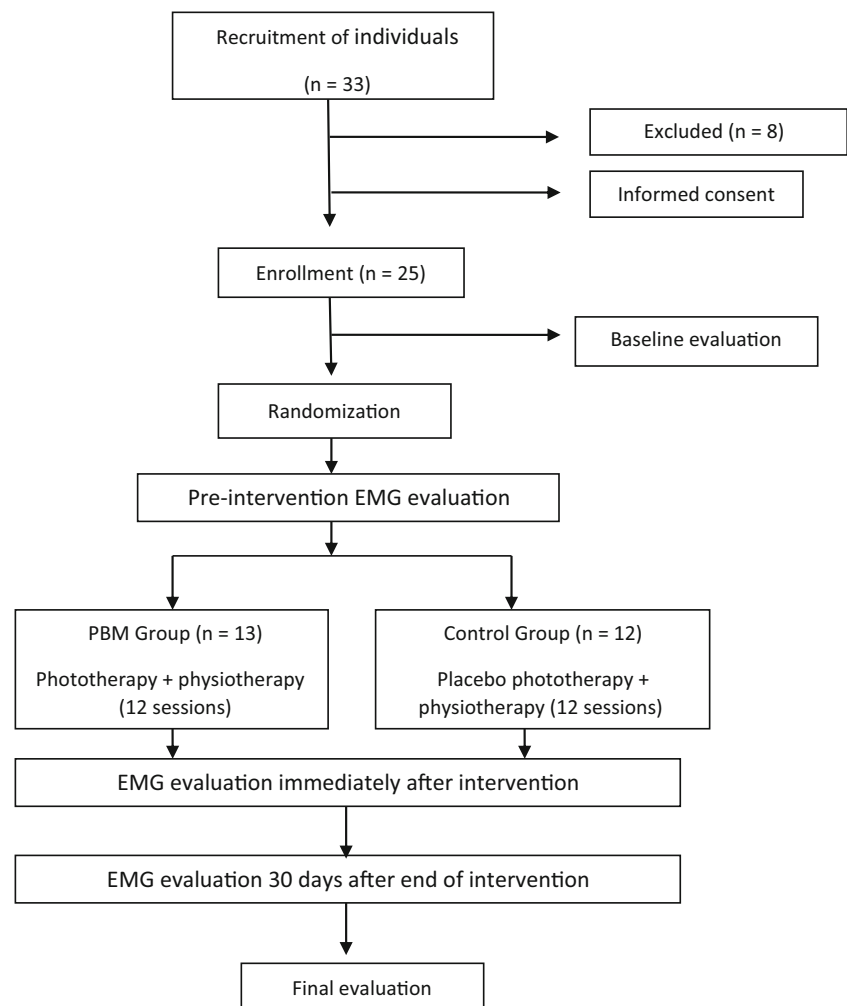 Recruitment of individuals
(n = 33)
Excluded (n = 8)
Informed consent
Enrollment (n = 25)
Baseline evaluation
Randomization
Pre-intervention EMG evaluation
PBM Group (n = 13)
Phototherapy + physiotherapy
(12 sessions)
Control Group (n = 12)
Placebo phototherapy +
physiotherapy (12 sessions)
EMG evaluation immediately after intervention
EMG evaluation 30 days after end of intervention
Final evaluation